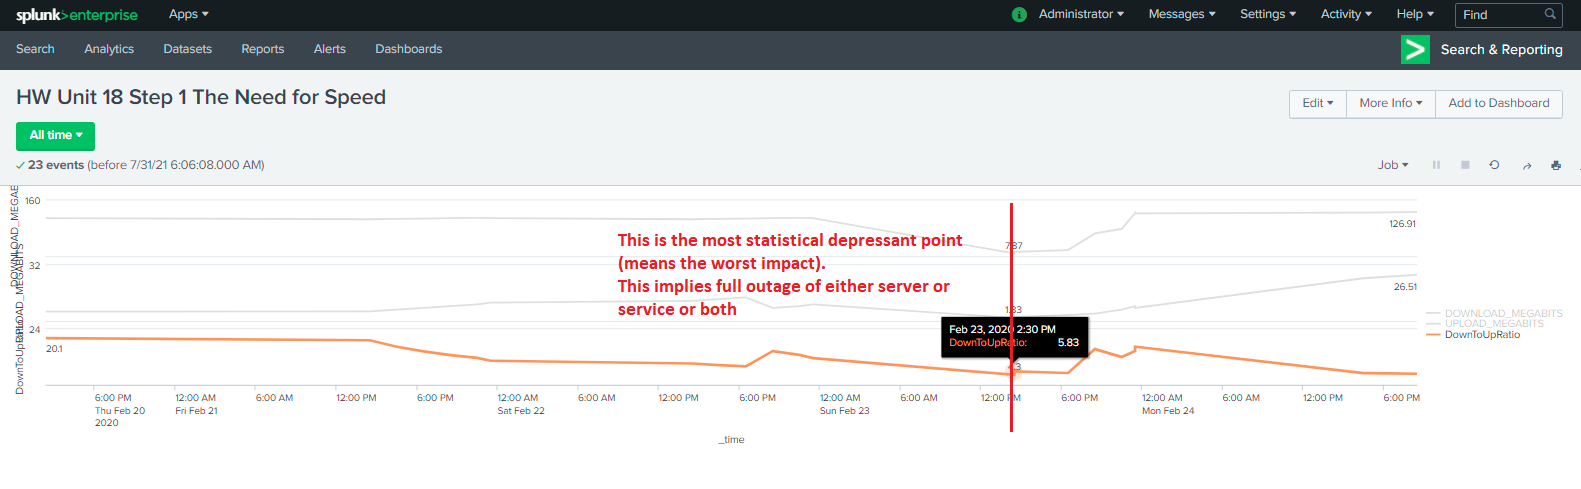 splunk>enterprise Apps Administrator Messages Settings Activity Help Find
Search Analytics Datasets Reports Alerts Dashboards Search & Reporting
HW Unit 18 Step 1 The Need for Speed
Edit More Info Add to Dashboard
All time
23 events (before 7/31/21 6:06:08.000 AM)
Job
DOWNLOAD_MEGABITS
UPLOAD_MEGABITS
DownToUpRatio
160
32
24
20.1
This is the most statistical depressant point
(means the worst impact).
This implies full outage of either server or
service or both
7.87
1.83
4.3
126.91
26.51
Feb 23, 2020 2:30 PM
DownToUpRatio: 5.83
DOWNLOAD_MEGABITS
UPLOAD_MEGABITS
DownToUpRatio
6:00 PM 12:00 AM 6:00 AM 12:00 PM 6:00 PM 12:00 AM 6:00 AM 12:00 PM 6:00 PM 12:00 AM 6:00 AM 12:00 PM 6:00 PM 12:00 AM 6:00 AM 12:00 PM 6:00 PM
Thu Feb 20 Fri Feb 21 Sat Feb 22 Sun Feb 23 Mon Feb 24
2020
_time